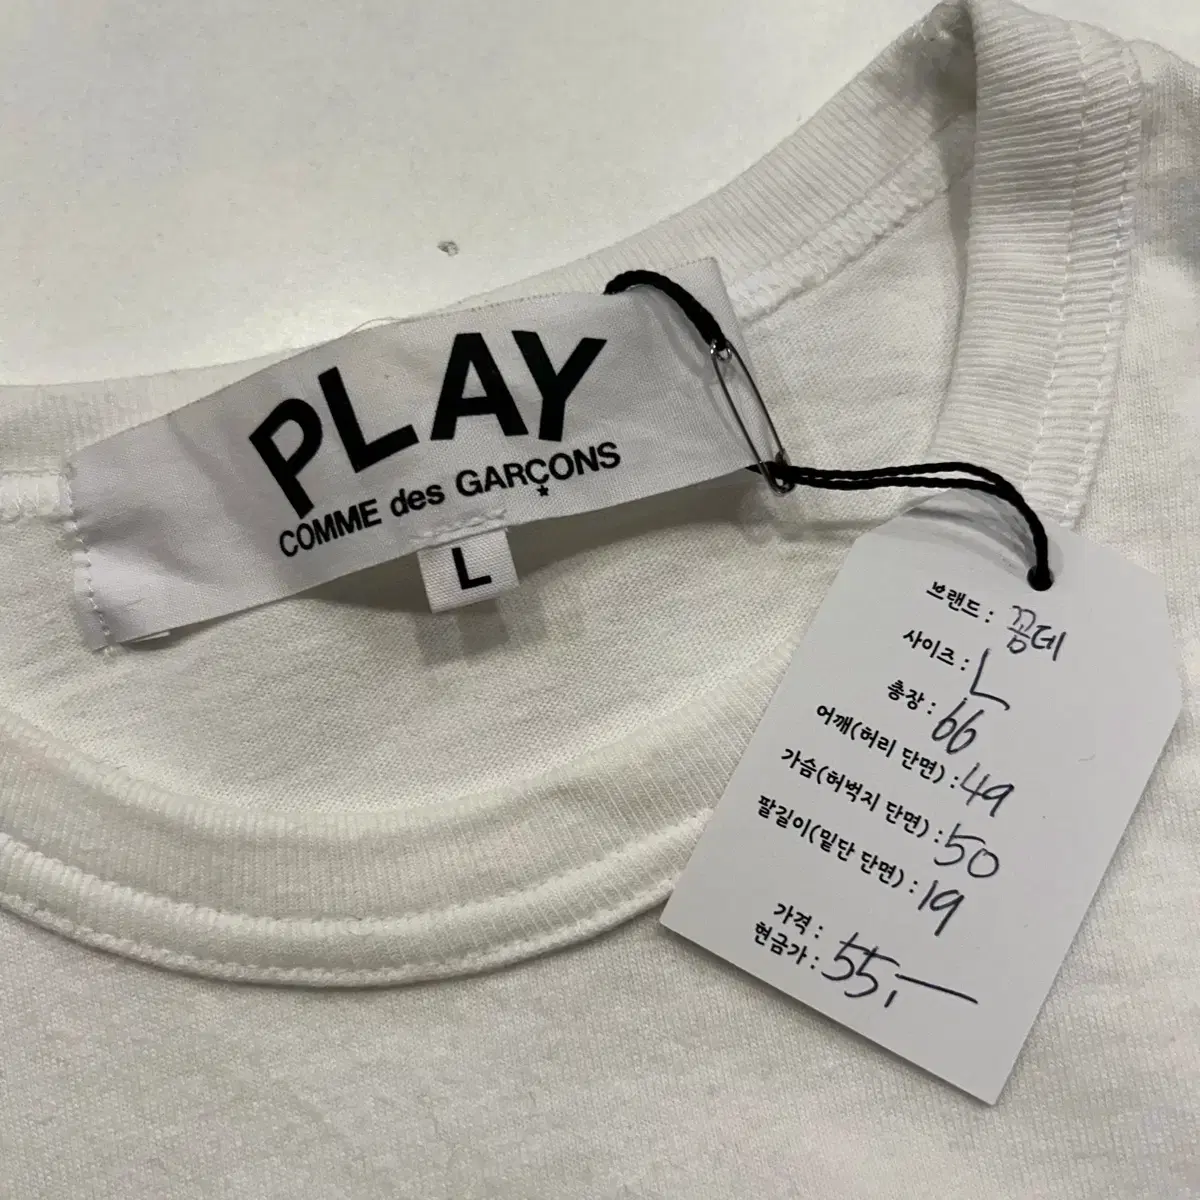 PLAY
COMME des GARÇONS
L
브랜드 : 꼼데
사이즈 : L
총장 : 66
어깨(허리 단면) : 49
가슴(허벅지 단면) : 50
팔길이(밑단 단면) : 19
가격 :
현금가 : 55,-